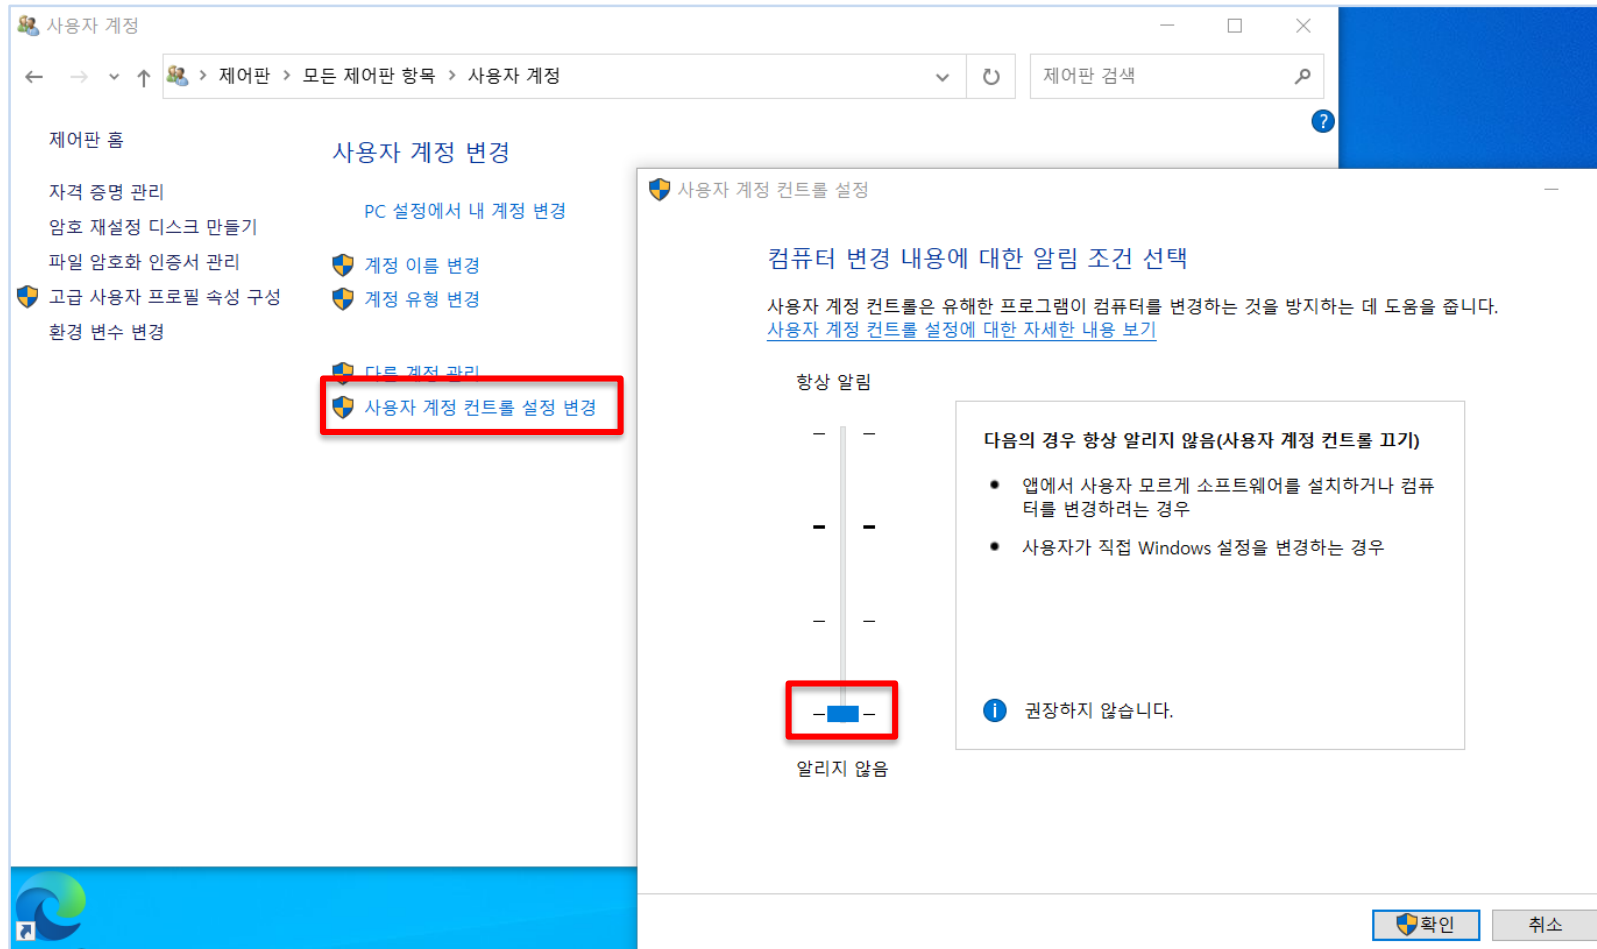 사용자 계정
제어판 > 모든 제어판 항목 > 사용자 계정
제어판 검색
제어판 홈
자격 증명 관리
암호 재설정 디스크 만들기
파일 암호화 인증서 관리
고급 사용자 프로필 속성 구성
환경 변수 변경
사용자 계정 변경
PC 설정에서 내 계정 변경
계정 이름 변경
계정 유형 변경
다른 계정 관리
사용자 계정 컨트롤 설정 변경
사용자 계정 컨트롤 설정
컴퓨터 변경 내용에 대한 알림 조건 선택
사용자 계정 컨트롤은 유해한 프로그램이 컴퓨터를 변경하는 것을 방지하는 데 도움을 줍니다.
사용자 계정 컨트롤 설정에 대한 자세한 내용 보기
항상 알림
다음의 경우 항상 알리지 않음(사용자 계정 컨트롤 끄기)
• 앱에서 사용자 모르게 소프트웨어를 설치하거나 컴퓨
터를 변경하려는 경우
• 사용자가 직접 Windows 설정을 변경하는 경우
권장하지 않습니다.
알리지 않음
확인
취소